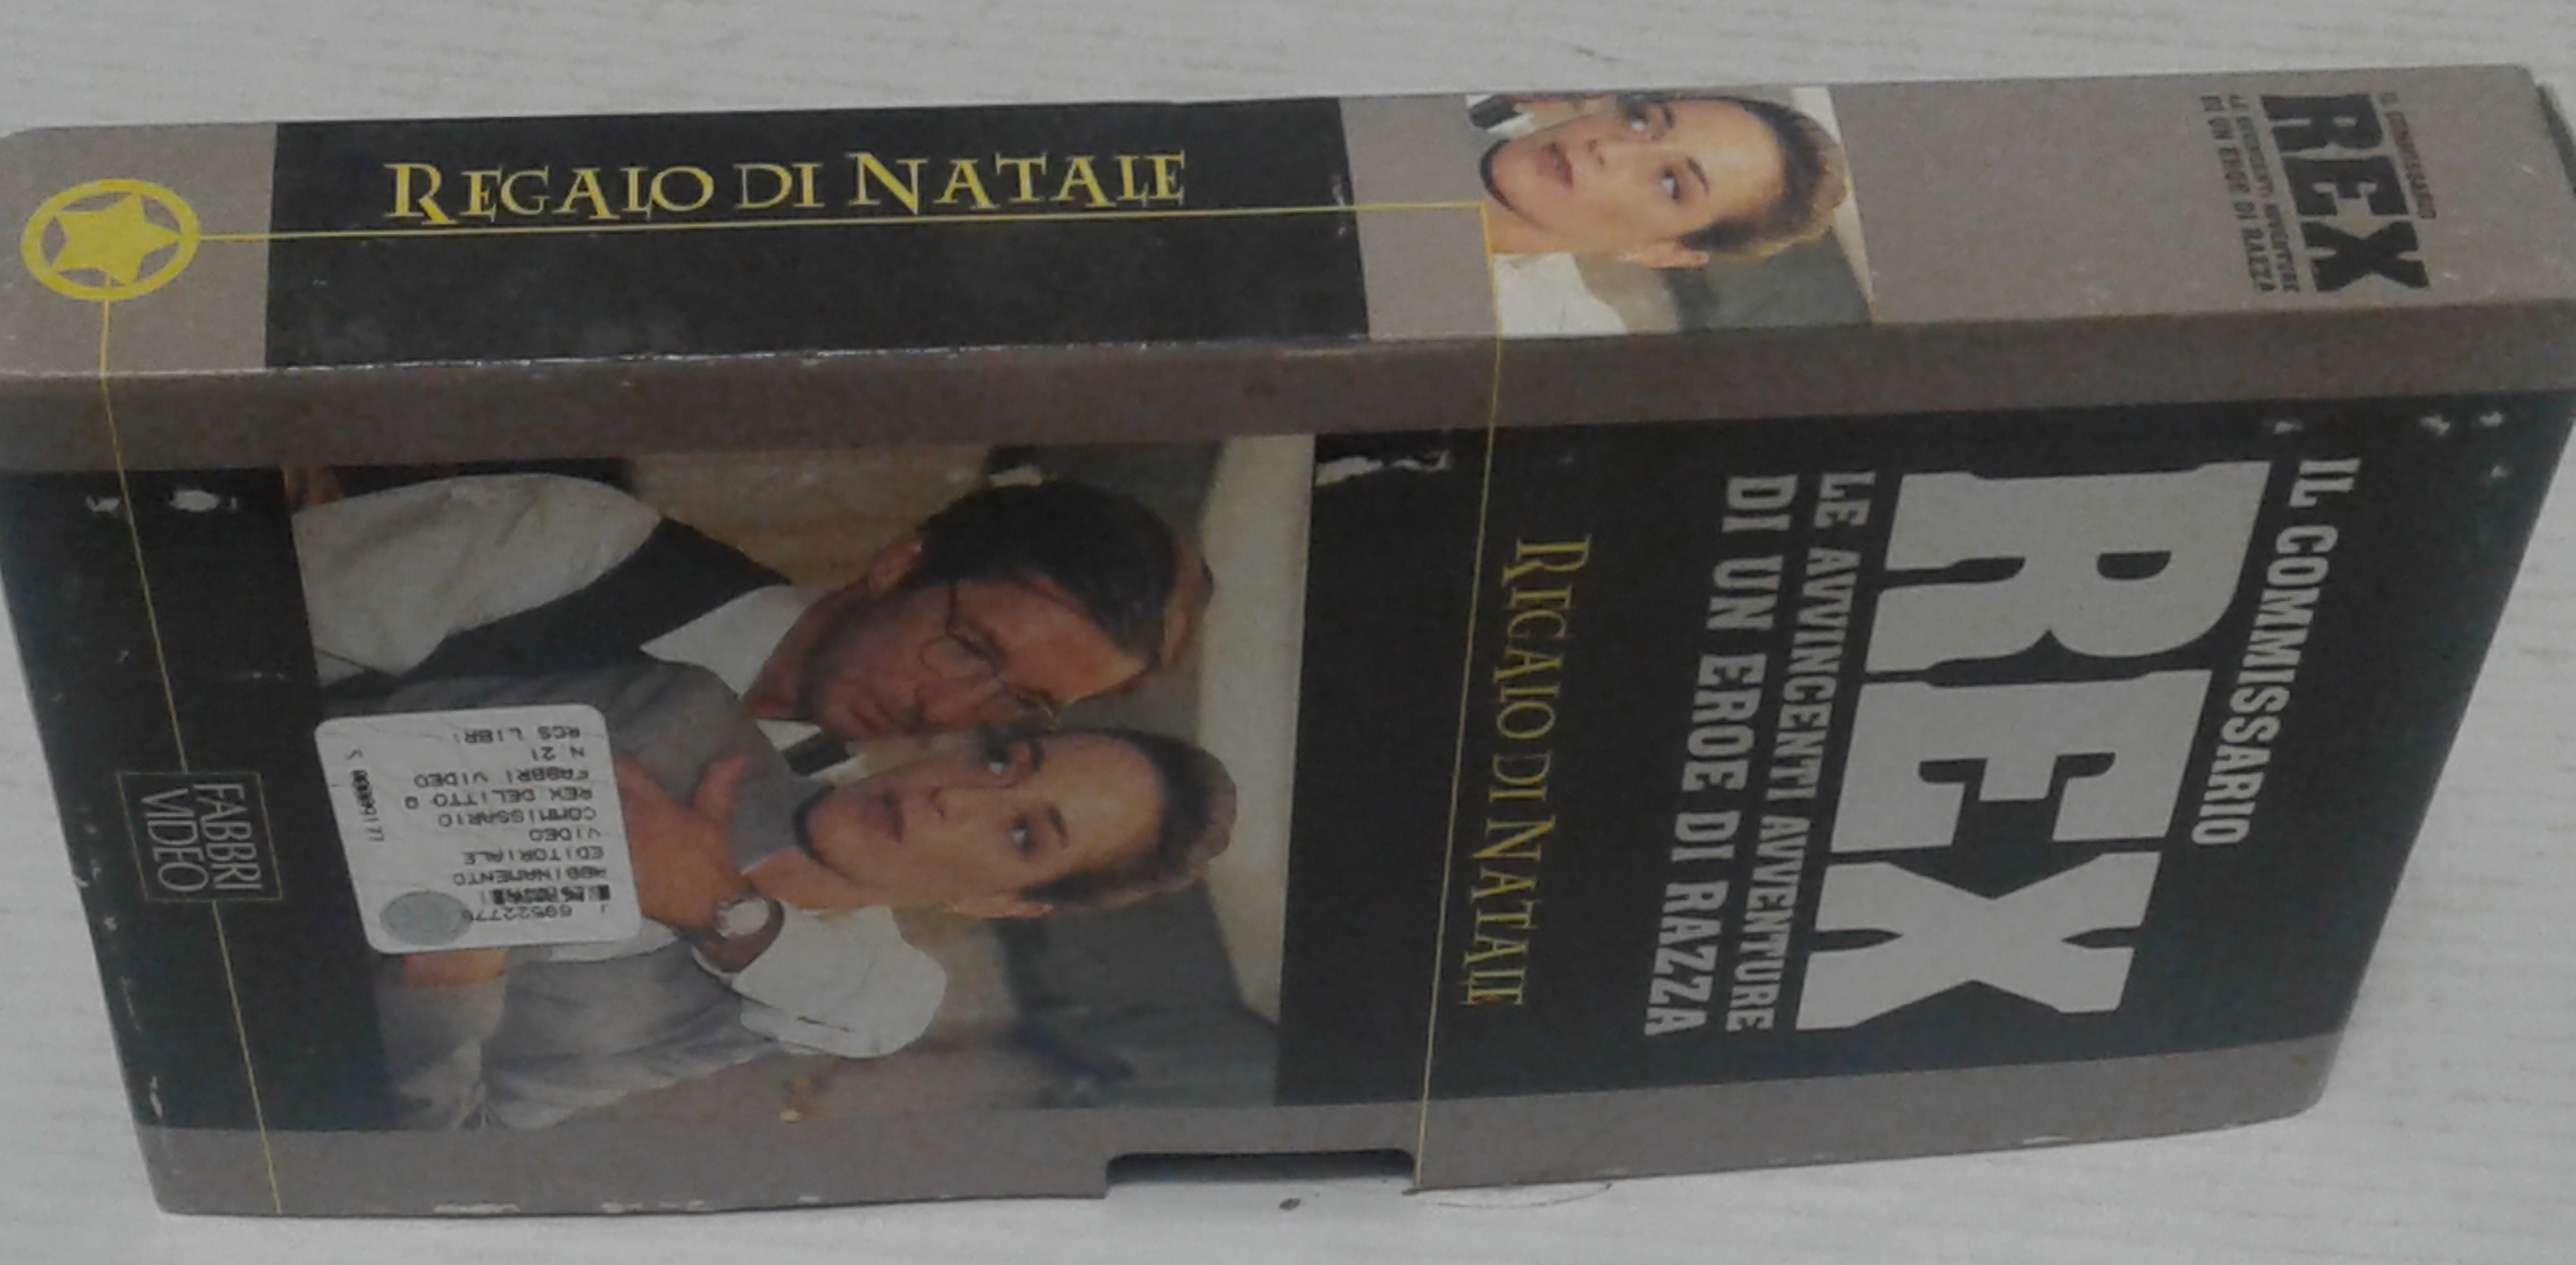 REGALO DI NATALE
IL COMMISSARIO
REX
LE AVVINCENTI AVVENTURE
DI UN EROE DI RAZZA
IL COMMISSARIO
REX
LE AVVINCENTI AVVENTURE
DI UN EROE DI RAZZA
REGALO DI NATALE
ABBINAMENTO
EDITORIALE
VIDEO
COMMISSARIO
REX DELITTO Q
FABBRI VIDEO
N 21
RCS LIBRI
FABBRI
VIDEO